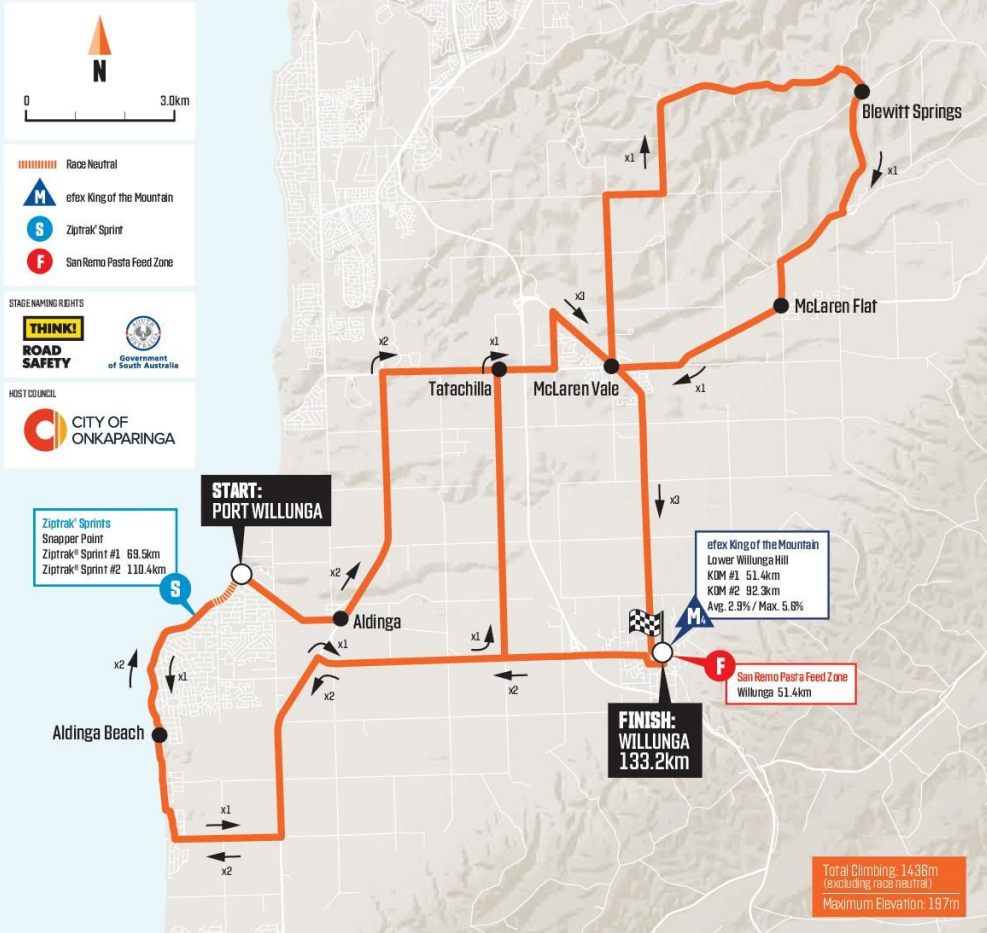 N
0
3.0km
Race Neutral
M
efex King of the Mountain
S
Ziptrak® Sprint
F
San Remo Pasta Feed Zone
STAGE NAMING RIGHTS
THINK!
ROAD
SAFETY
SOUTH AUSTRALIA
Government
of South Australia
HOST COUNCIL
CITY OF
ONKAPARINGA
Blewitt Springs
x1
x1
McLaren Flat
x3
x2
x1
Tatachilla
McLaren Vale
x1
START:
PORT WILLUNGA
x3
Ziptrak® Sprints
Snapper Point
Ziptrak® Sprint #1 69.5km
Ziptrak® Sprint #2 110.4km
S
efex King of the Mountain
Lower Willunga Hill
KOM #1 51.4km
KOM #2 92.3km
Avg. 2.9% / Max. 5.6%
M4
x2
Aldinga
x1
x1
x2
x2
F
San Remo Pasta Feed Zone
Willunga 51.4km
x2
x1
Aldinga Beach
FINISH:
WILLUNGA
133.2km
x1
x2
Total Climbing: 1436m
(excluding race neutral)
Maximum Elevation: 197m